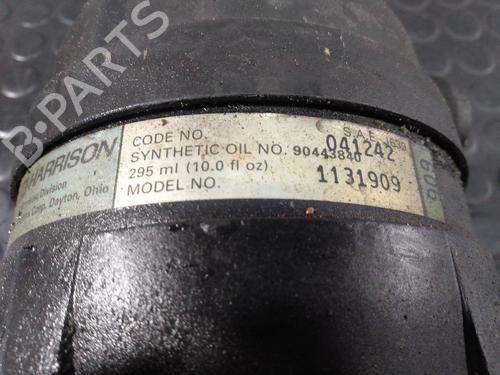 B-PARTS
HARRISON
Division
Corp. Dayton, Ohio
CODE NO. 041242
SYNTHETIC OIL NO. 90443840
295 ml (10.0 fl oz)
MODEL NO. 1131909
S.A.E.